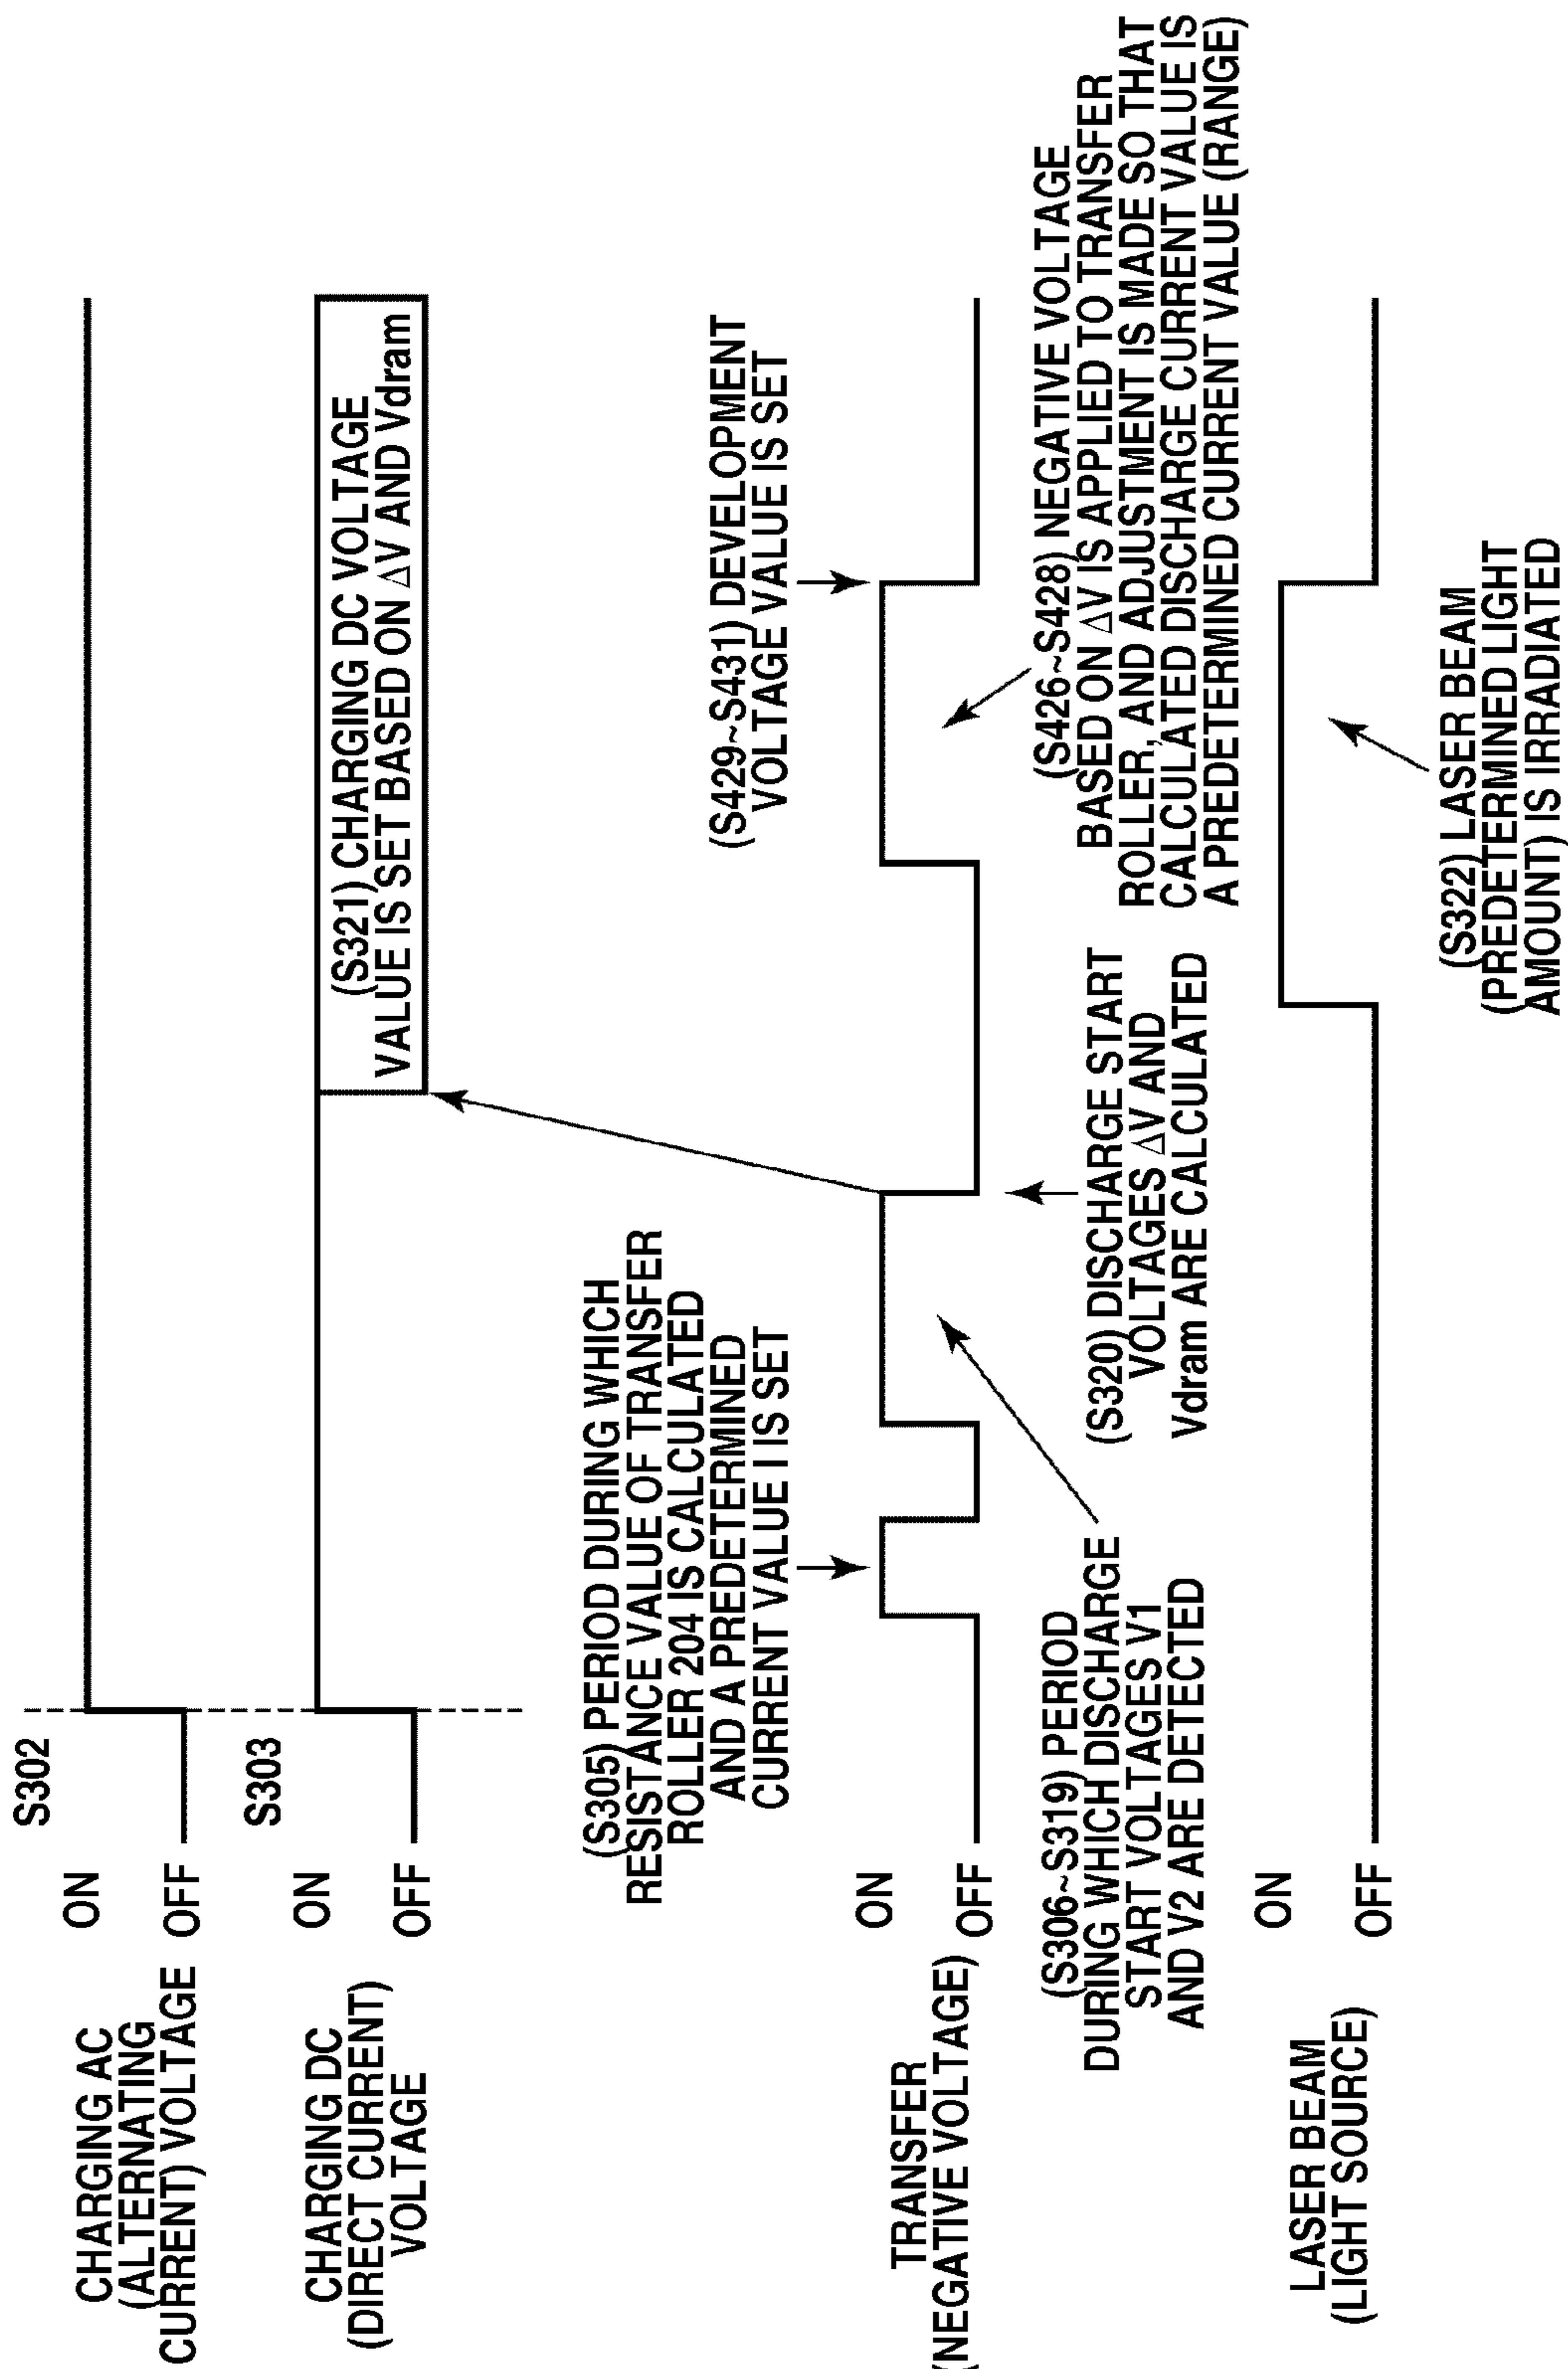 S302
CHARGING AC
(ALTERNATING
CURRENT) VOLTAGE
ON
OFF
S303
CHARGING DC
(DIRECT CURRENT)
VOLTAGE
ON
OFF
(S321) CHARGING DC VOLTAGE
VALUE IS SET BASED ON △V AND Vdram
(S305) PERIOD DURING WHICH
RESISTANCE VALUE OF TRANSFER
ROLLER 204 IS CALCULATED
AND A PREDETERMINED
CURRENT VALUE I IS SET
(S429~S431) DEVELOPMENT
VOLTAGE VALUE IS SET
TRANSFER
(NEGATIVE VOLTAGE)
ON
OFF
(S306~S319) PERIOD
DURING WHICH DISCHARGE
START VOLTAGES V1
AND V2 ARE DETECTED
(S320) DISCHARGE START
VOLTAGES △V AND
Vdram ARE CALCULATED
(S426~S428) NEGATIVE VOLTAGE
BASED ON △V IS APPLIED TO TRANSFER
ROLLER, AND ADJUSTMENT IS MADE SO THAT
CALCULATED DISCHARGE CURRENT VALUE IS
A PREDETERMINED CURRENT VALUE (RANGE)
LASER BEAM
(LIGHT SOURCE)
ON
OFF
(S322) LASER BEAM
(PREDETERMINED LIGHT
AMOUNT) IS IRRADIATED